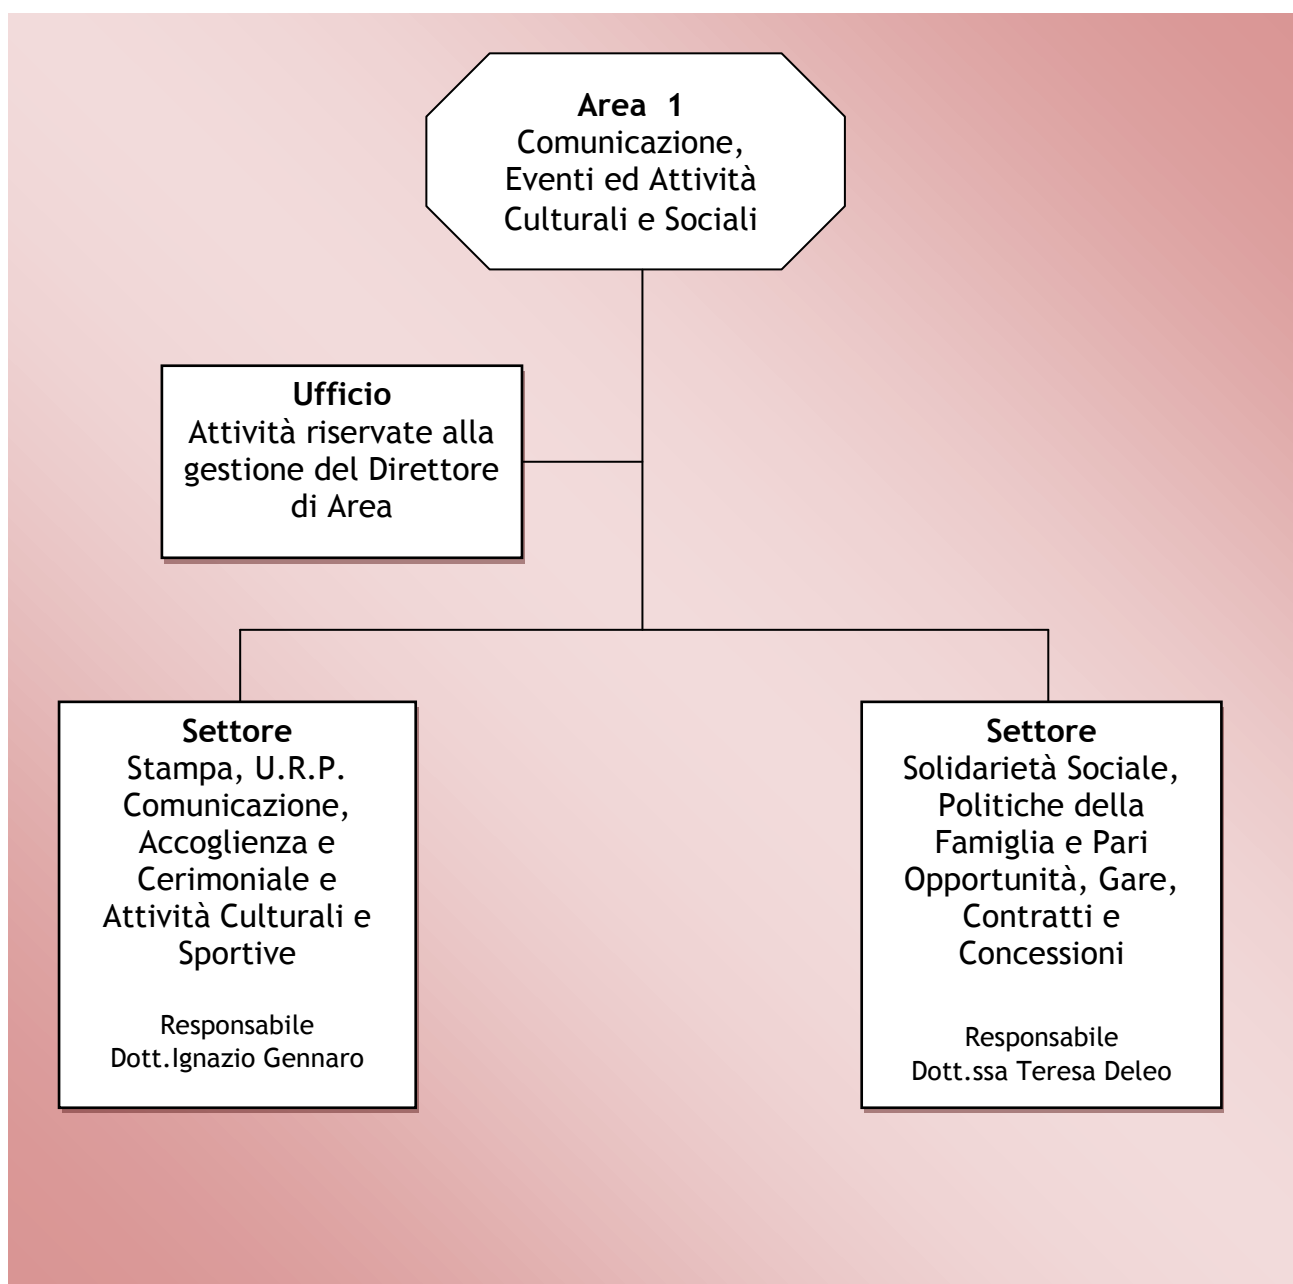 Area 1
Comunicazione,
Eventi ed Attività
Culturali e Sociali
Ufficio
Attività riservate alla
gestione del Direttore
di Area
Settore
Stampa, U.R.P.
Comunicazione,
Accoglienza e
Cerimoniale e
Attività Culturali e
Sportive
Responsabile
Dott.Ignazio Gennaro
Settore
Solidarietà Sociale,
Politiche della
Famiglia e Pari
Opportunità, Gare,
Contratti e
Concessioni
Responsabile
Dott.ssa Teresa Deleo